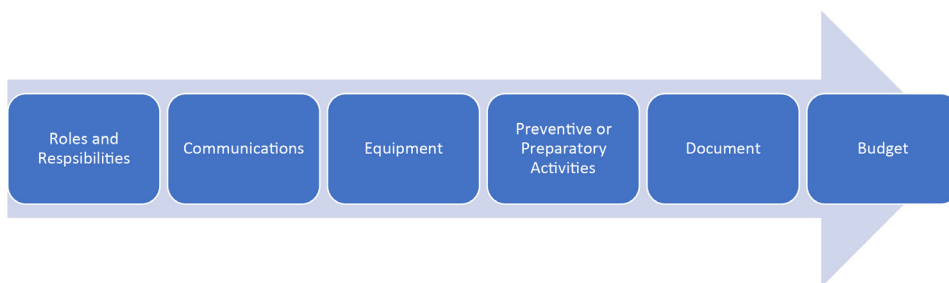 Roles and
Respsibilities
Communications
Equipment
Preventive or
Preparatory
Activities
Document
Budget